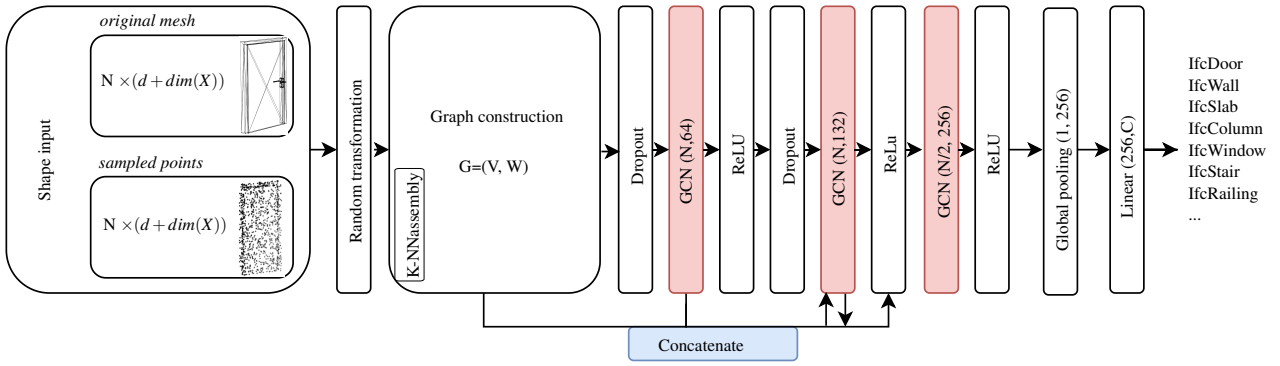 original mesh
N ×(d + dim(X))
Shape input
sampled points
N ×(d + dim(X))
Random transformation
Graph construction
G=(V, W)
K-NNassembly
Dropout
GCN (N,64)
ReLU
Dropout
GCN (N,132)
ReLu
GCN (N/2, 256)
ReLU
Global pooling (1, 256)
Linear (256,C)
IfcDoor
IfcWall
IfcSlab
IfcColumn
IfcWindow
IfcStair
IfcRailing
...
Concatenate